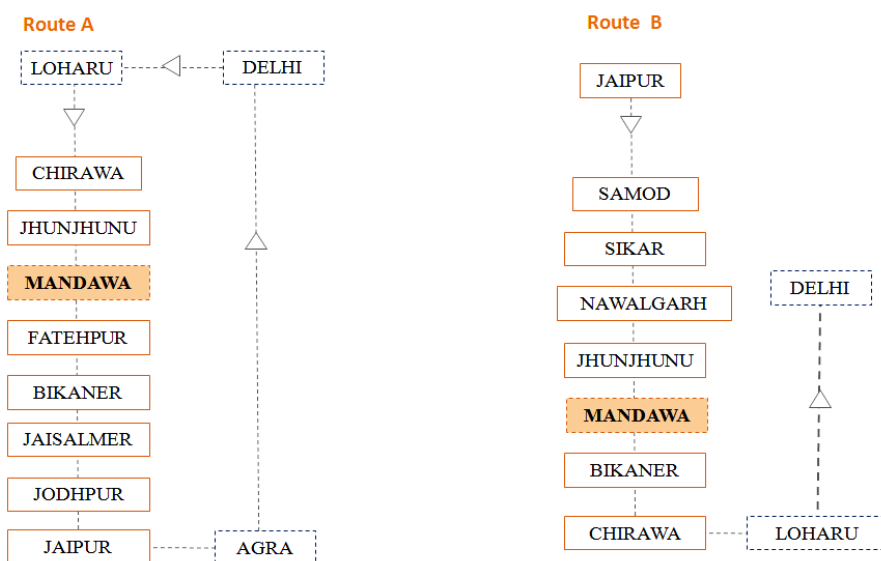 Route A
LOHARU
DELHI
CHIRAWA
JHUNJHUNU
MANDAWA
FATEHPUR
BIKANER
JAISALMER
JODHPUR
JAIPUR
AGRA
Route B
JAIPUR
SAMOD
SIKAR
NAWALGARH
DELHI
JHUNJHUNU
MANDAWA
BIKANER
CHIRAWA
LOHARU